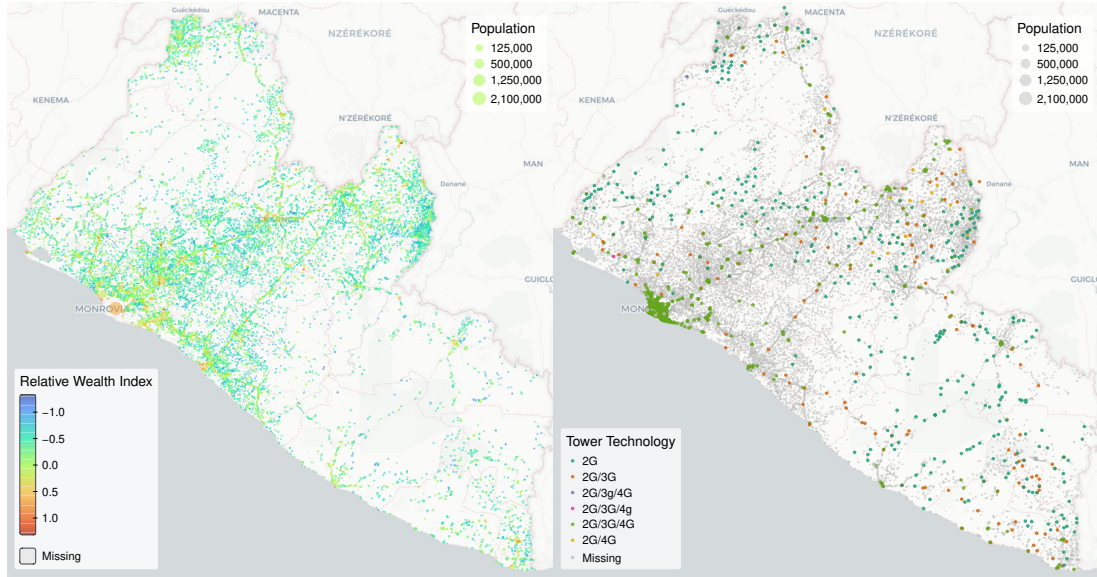 Guéckédou
MACENTA
NZÉRÉKORÉ
Population
125,000
500,000
1,250,000
2,100,000
KENEMA
N'ZÉRÉKORÉ
MAN
Danané
GUIGLO
MONROVIA
Relative Wealth Index
−1.0
−0.5
0.0
0.5
1.0
Missing
Guéckédou
MACENTA
NZÉRÉKORÉ
Population
125,000
500,000
1,250,000
2,100,000
KENEMA
N'ZÉRÉKORÉ
MAN
Danané
GUIGL
MON
Tower Technology
2G
2G/3G
2G/3g/4G
2G/3G/4g
2G/3G/4G
2G/4G
Missing